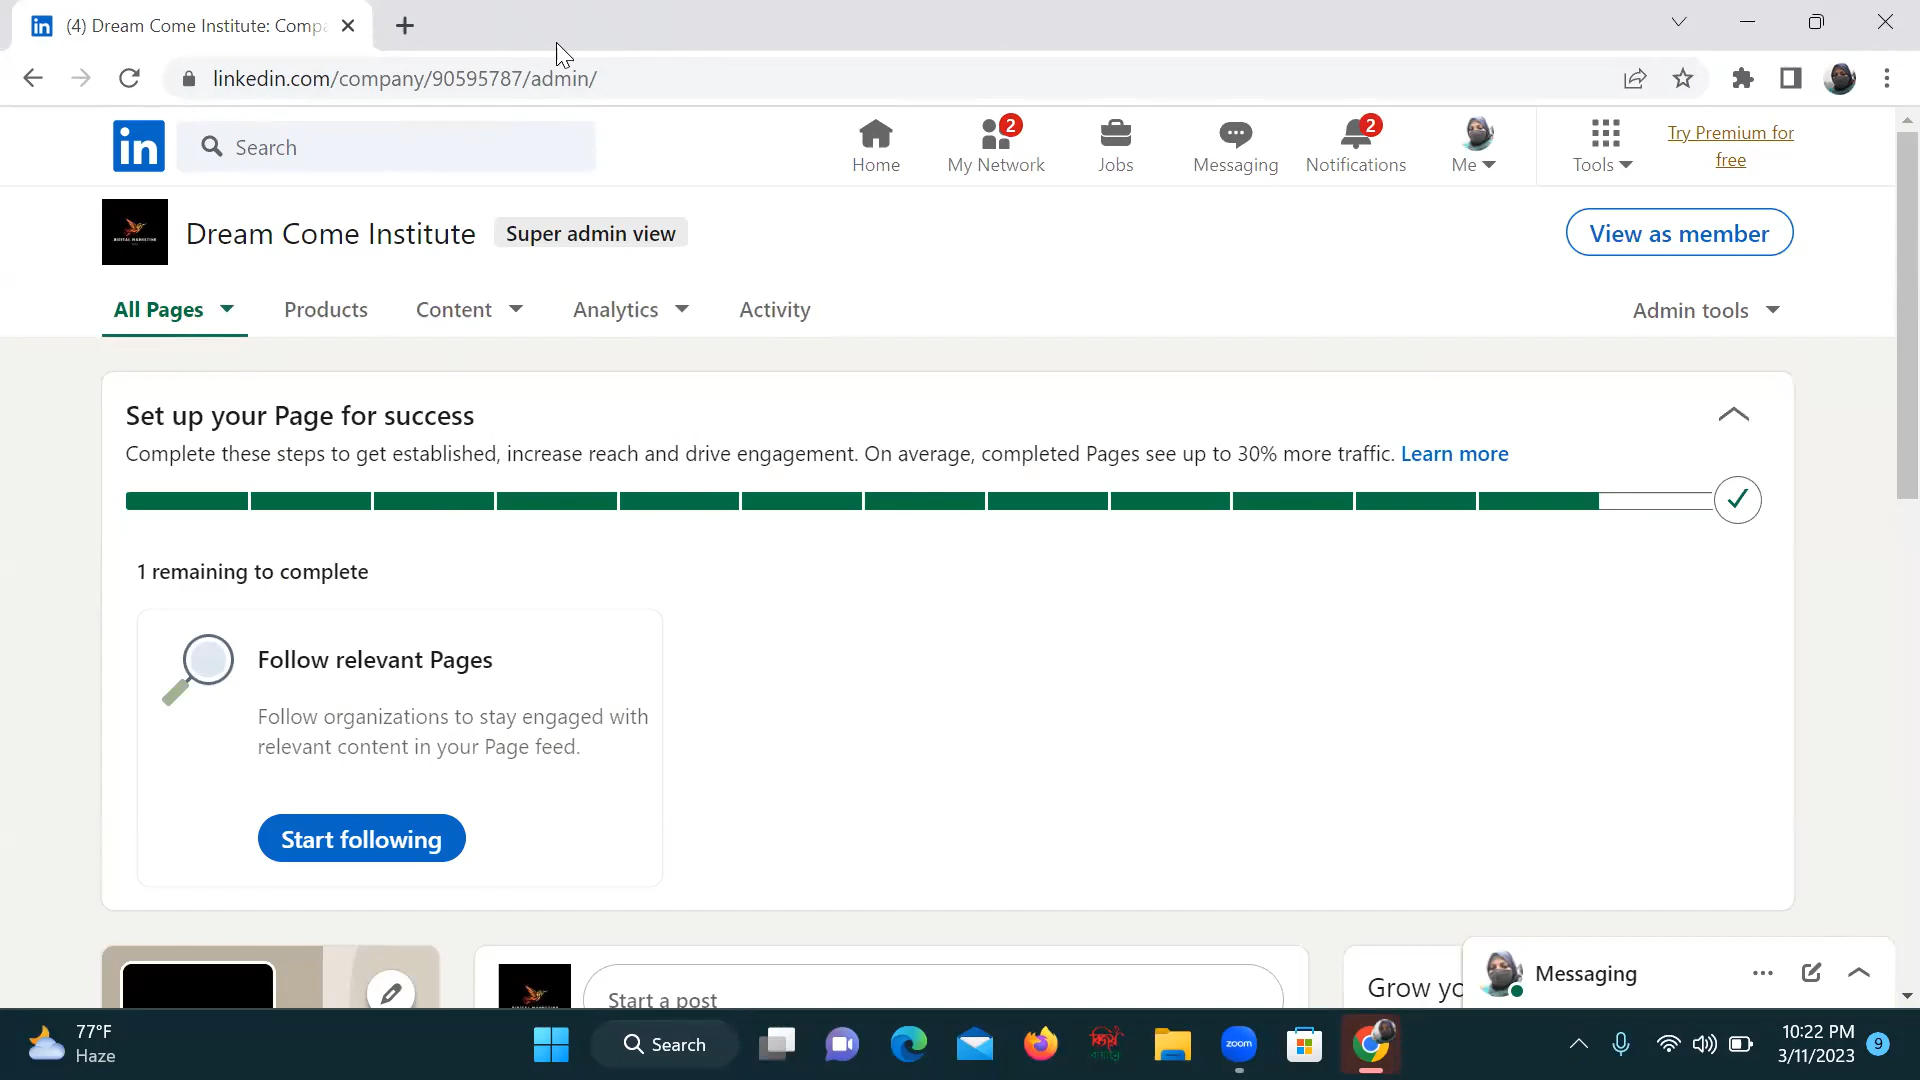 (4) Dream Come Institute: Comp
linkedin.com/company/90595787/admin/
in
Search
Home
2
My Network
Jobs
Messaging
2
Notifications
Me
Tools
Try Premium for
free
DIGITAL MARKETING
Dream Come Institute
Super admin view
View as member
All Pages
Products
Content
Analytics
Activity
Admin tools
Set up your Page for success
Complete these steps to get established, increase reach and drive engagement. On average, completed Pages see up to 30% more traffic. Learn more
1 remaining to complete
Follow relevant Pages
Follow organizations to stay engaged with
relevant content in your Page feed.
Start following
Start a post
Grow yo
Messaging
77°F
Haze
Search
zoom
10:22 PM
3/11/2023
9